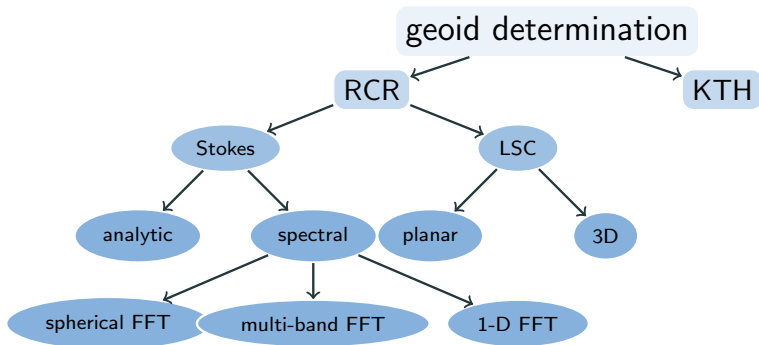 geoid determination
RCR
KTH
Stokes
LSC
analytic
spectral
planar
3D
spherical FFT
multi-band FFT
1-D FFT